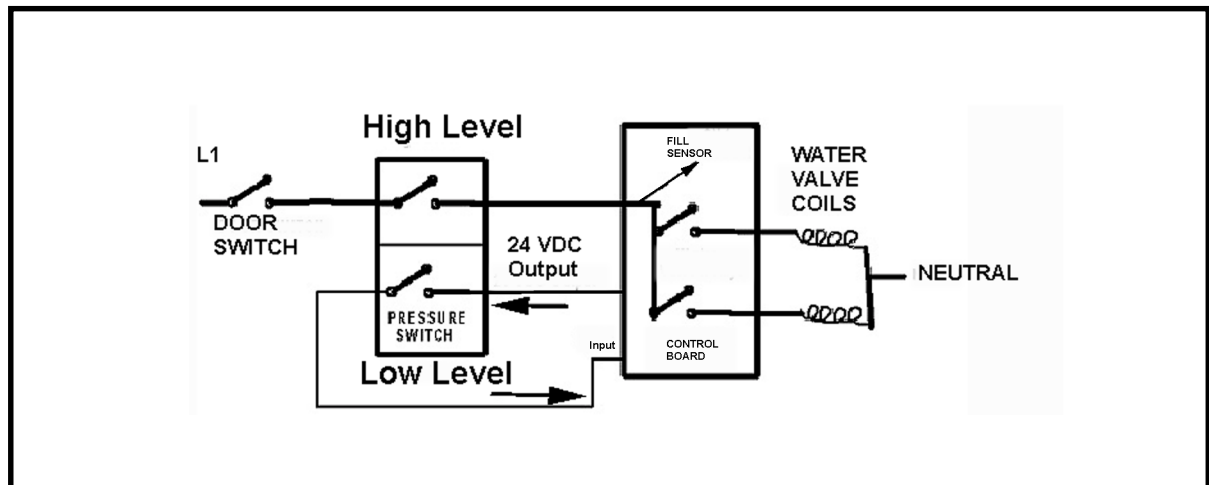 High Level
L1
DOOR
SWITCH
24 VDC
Output
PRESSURE
SWITCH
Low Level
Input
FILL
SENSOR
CONTROL
BOARD
WATER
VALVE
COILS
NEUTRAL